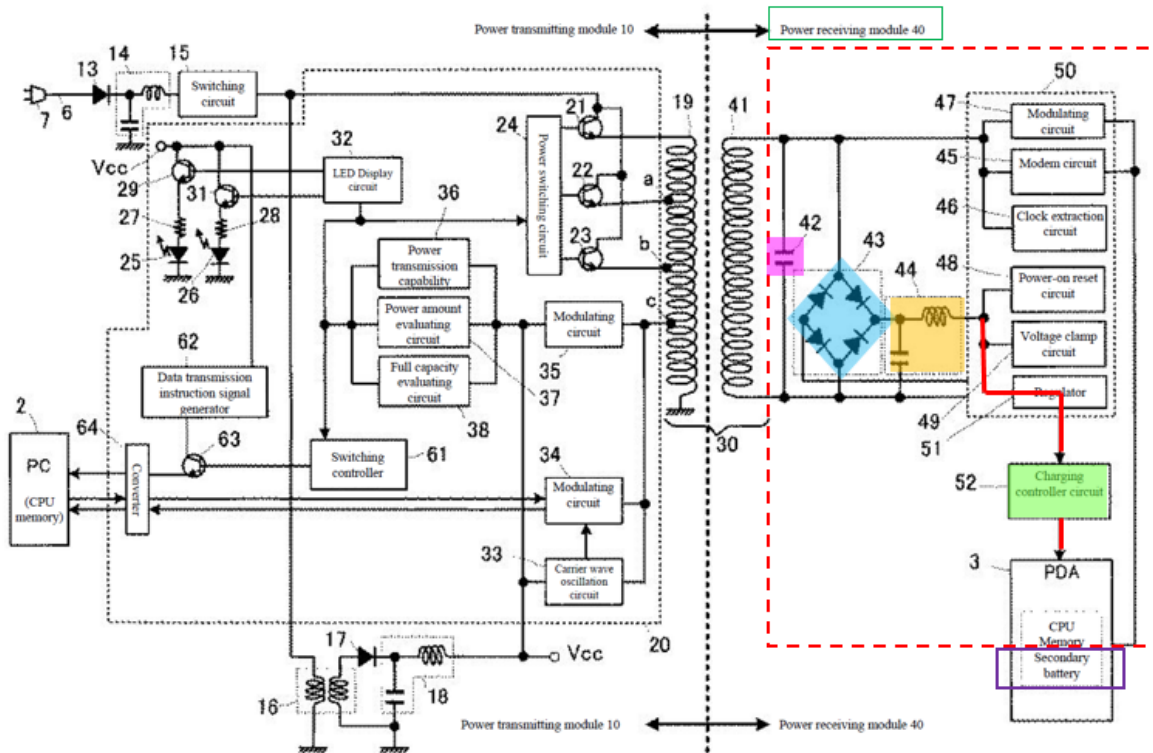 Power transmitting module 10
Power receiving module 40
14
13
15
Switching
circuit
7
6
Vcc
29
31
27
28
25
26
32
LED Display
circuit
21
24
Power switching circuit
22
23
19
41
a
b
c
36
Power
transmission
capability
Power amount
evaluating
circuit
37
Full capacity
evaluating
circuit
38
Modulating
circuit
35
62
Data transmission
instruction signal
generator
63
2
PC
(CPU
memory)
64
Converter
Switching
controller
61
34
Modulating
circuit
33
Carrier wave
oscillation
circuit
20
30
17
16
18
Vcc
42
43
44
50
47
Modulating
circuit
45
Modem circuit
46
Clock extraction
circuit
48
Power-on reset
circuit
Voltage clamp
circuit
49
Regulator
51
52
Charging
controller circuit
3
PDA
CPU
Memory
Secondary
battery
Power transmitting module 10
Power receiving module 40